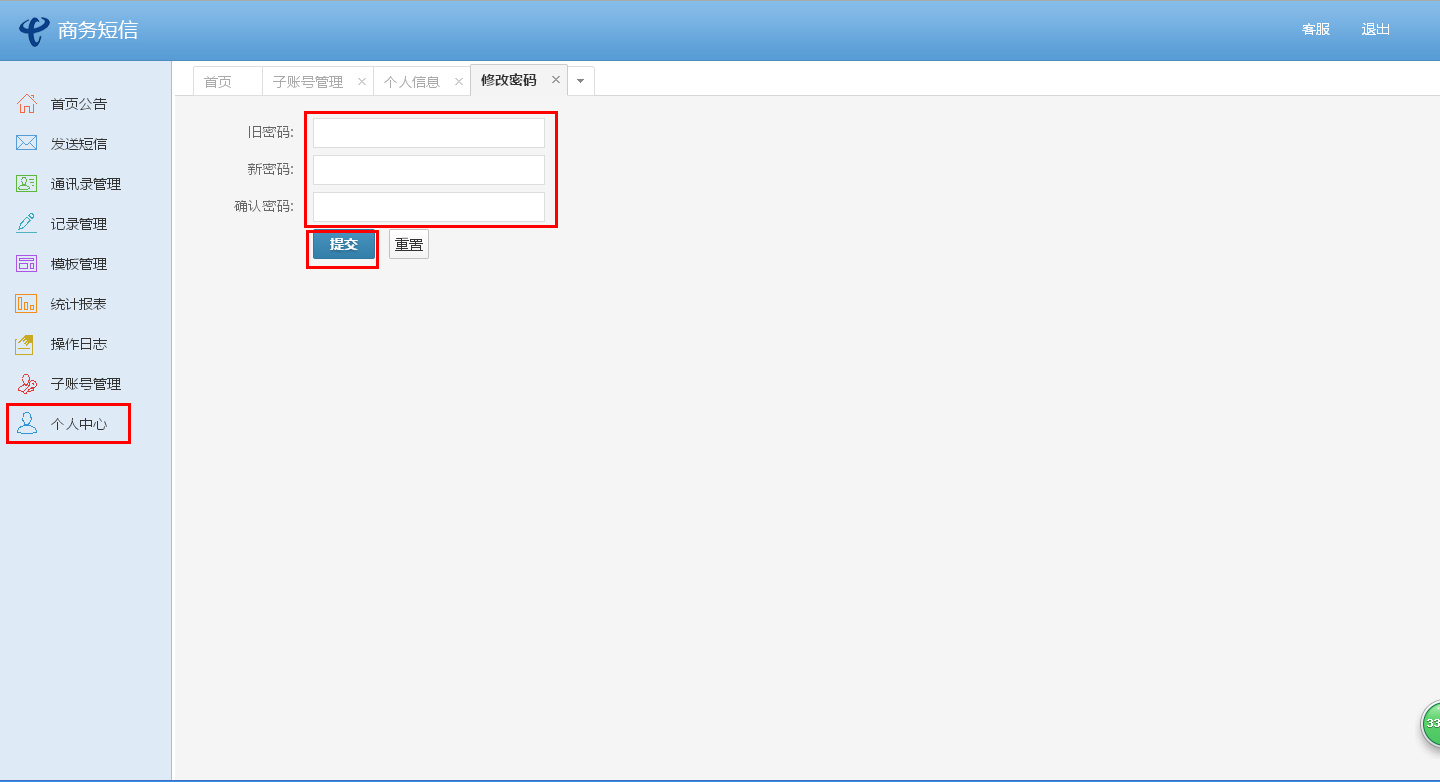 商务短信
客服
退出
首页
子账号管理
个人信息
修改密码
首页公告
发送短信
通讯录管理
记录管理
模板管理
统计报表
操作日志
子账号管理
个人中心
旧密码:
新密码:
确认密码:
提交
重置
33